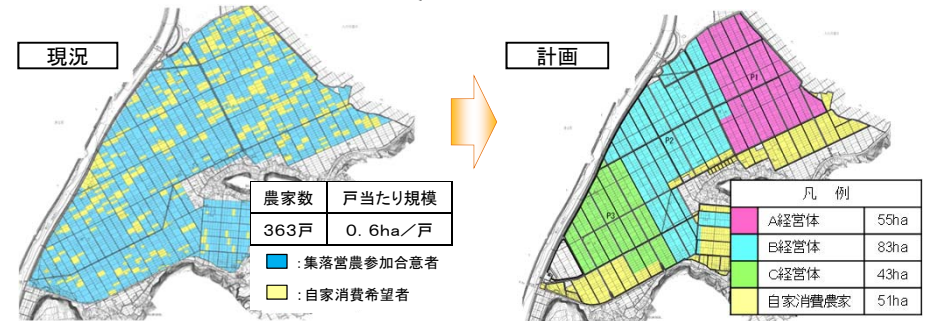 現況
計画
P1
P2
P3
農家数 戸当たり規模
363戸 0.6ha/戸
:集落営農参加合意者
:自家消費希望者
凡 例
A経営体 55ha
B経営体 83ha
C経営体 43ha
自家消費農家 51ha